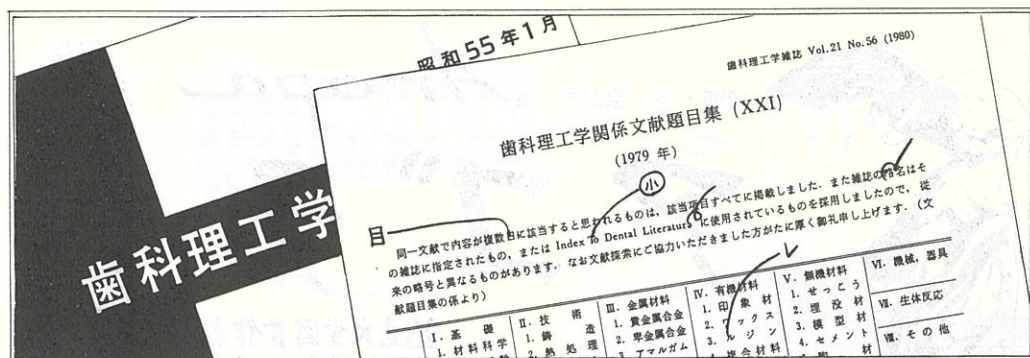 昭和55年1月
歯科理工学
歯科理工学雑誌 Vol.21 No.56 (1980)
歯科理工学関係文献題目集 (XXI)
(1979 年)
小
目
同一文献で内容が複数目に該当すると思われるものは，該当項目すべてに掲載しました．また雑誌の名はそ
の雑誌に指定されたもの，または Index To Dental Literature に使用されているものを採用しましたので，従
来の略号と異なるものがあります．なお文献探索にご協力いただきました方がたに厚く御礼申し上げます．（文
献題目集の係より）
I. 基礎
1. 材料科学
II. 技術
1. 鋳造
2. 熱処理
III. 金属材料
1. 貴金属合金
2. 卑金属合金
3. アマルガム
IV. 有機材料
1. 印象材
2. ワックス
3. レジン
4. 複合材料
V. 無機材料
1. せっこう
2. 埋没材
3. 模型材
4. セメント
VI. 機械，器具
VII. 生体反応
VIII. その他